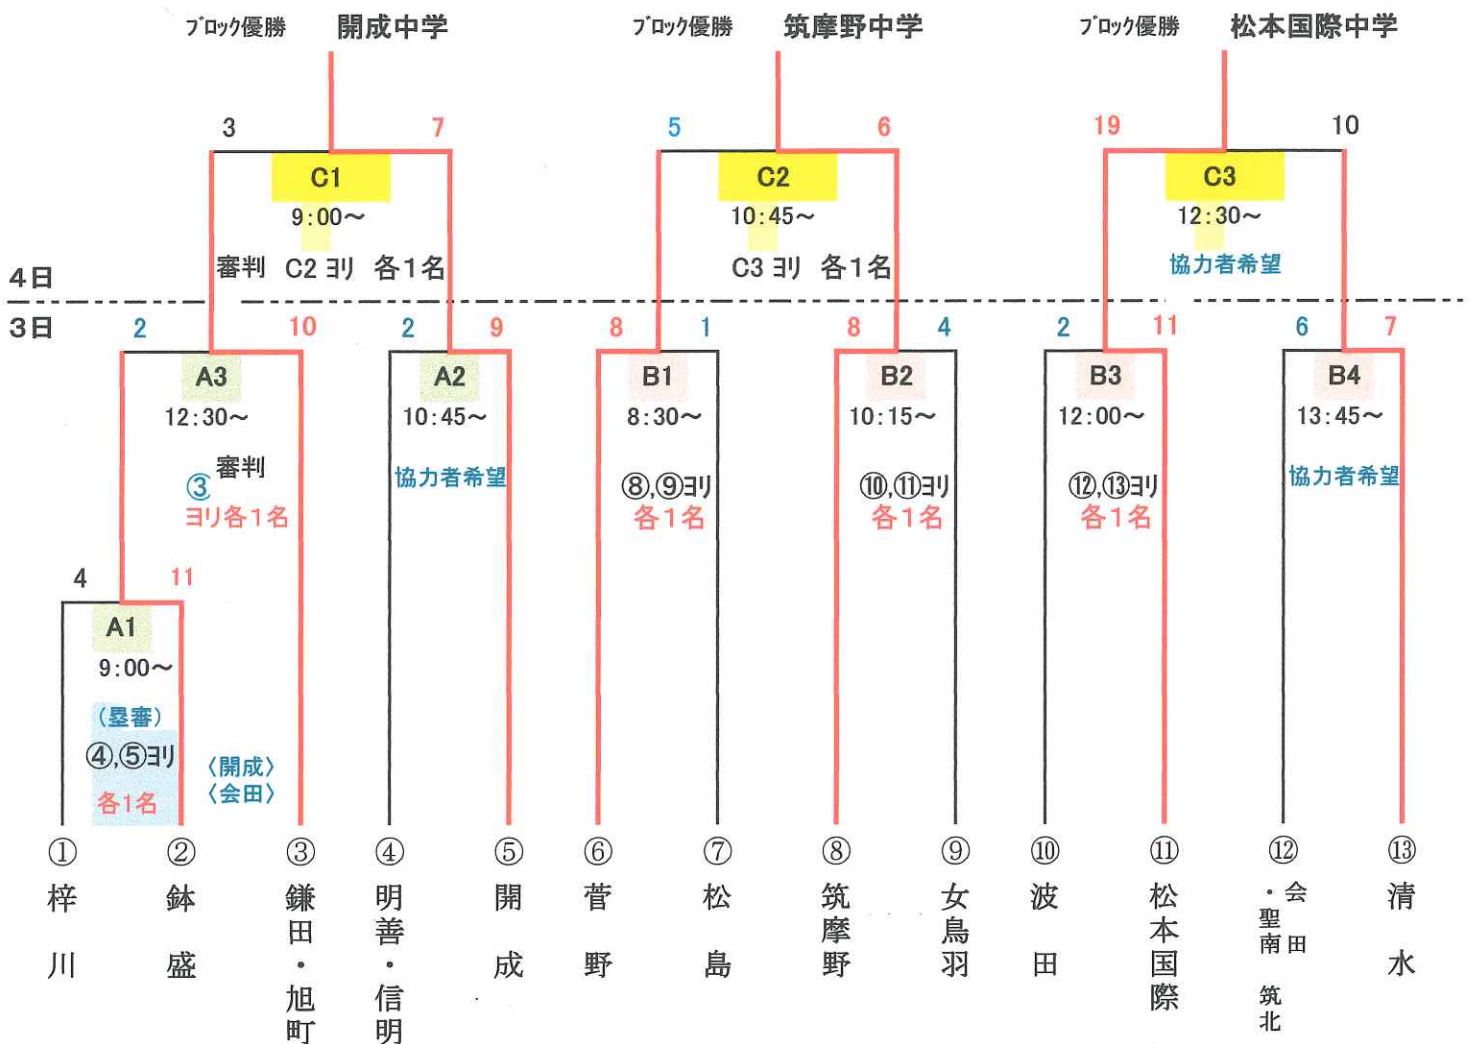 ブロック優勝 開成中学 ブロック優勝 筑摩野中学 ブロック優勝 松本国際中学
3 7 5 6 19 10
C1 C2 C3
9:00～ 10:45～ 12:30～
審判 C2 ヨリ 各1名 C3 ヨリ 各1名 協力者希望
4日
3日
2 10 2 9 8 1 8 4 2 11 6 7
A3 A2 B1 B2 B3 B4
12:30～ 10:45～ 8:30～ 10:15～ 12:00～ 13:45～
審判 協力者希望 協力者希望
③ ⑧,⑨ヨリ ⑩,⑪ヨリ ⑫,⑬ヨリ
ヨリ各1名 各1名 各1名 各1名
4 11
A1
9:00～
（塁審）
④,⑤ヨリ 〈開成〉
各1名 〈会田〉
① ② ③ ④ ⑤ ⑥ ⑦ ⑧ ⑨ ⑩ ⑪ ⑫ ⑬
梓川
鉢盛
鎌田・旭町
明善・信明
開成
菅野
松島
筑摩野
女鳥羽
波田
松本国際
会田
・聖南 筑北
清水